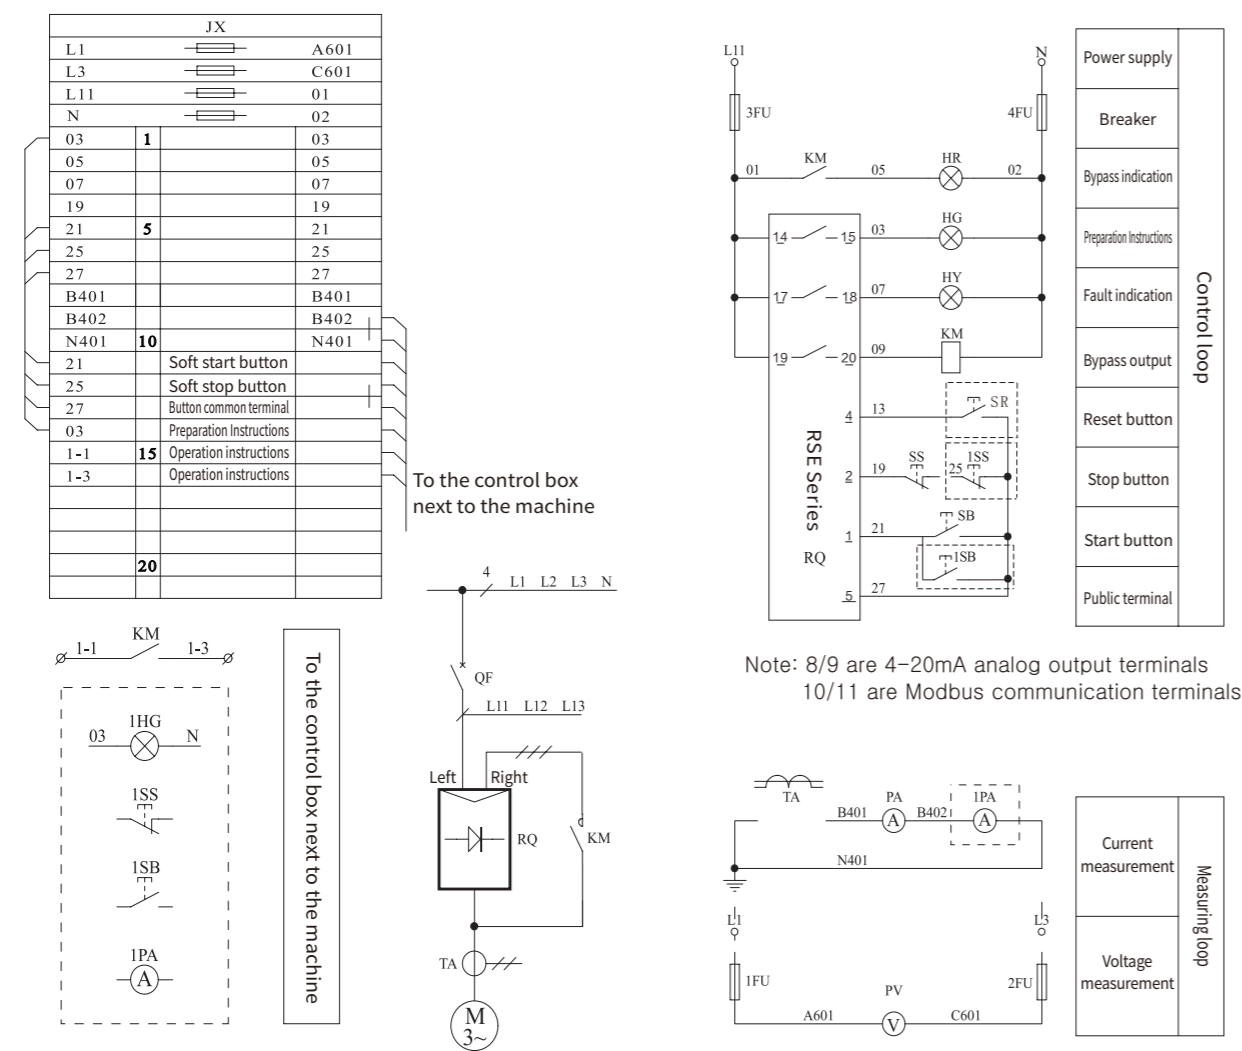 JX
L1 A601
L3 C601
L11 01
N 02
03 1 03
05 05
07 07
19 19
21 5 21
25 25
27 27
B401 B401
B402 B402
N401 10 N401
21 Soft start button
25 Soft stop button
27 Button common terminal
03 Preparation Instructions
1-1 15 Operation instructions
1-3 Operation instructions
20
To the control box
next to the machine
KM
1-1 1-3
1HG
03 N
1SS
1SB
1PA
A
To the control box next to the machine
4
L1 L2 L3 N
QF
L11 L12 L13
Left Right
RQ
KM
TA
M
3~
L11 N
3FU 4FU
01 KM 05 HR 02
14 15 03 HG
17 18 07 HY
19 20 09 KM
4 13 SR
2 19 SS 25 1SS
1 21 SB
1SB
5 27
RSE Series
RQ
Power supply
Breaker
Bypass indication
Preparation Instructions
Fault indication
Bypass output
Reset button
Stop button
Start button
Public terminal
Control loop
Note: 8/9 are 4-20mA analog output terminals
10/11 are Modbus communication terminals
TA
B401 PA B402 1PA
A A
N401
L1 L3
1FU 2FU
PV
A601 V C601
Current
measurement
Voltage
measurement
Measuring loop